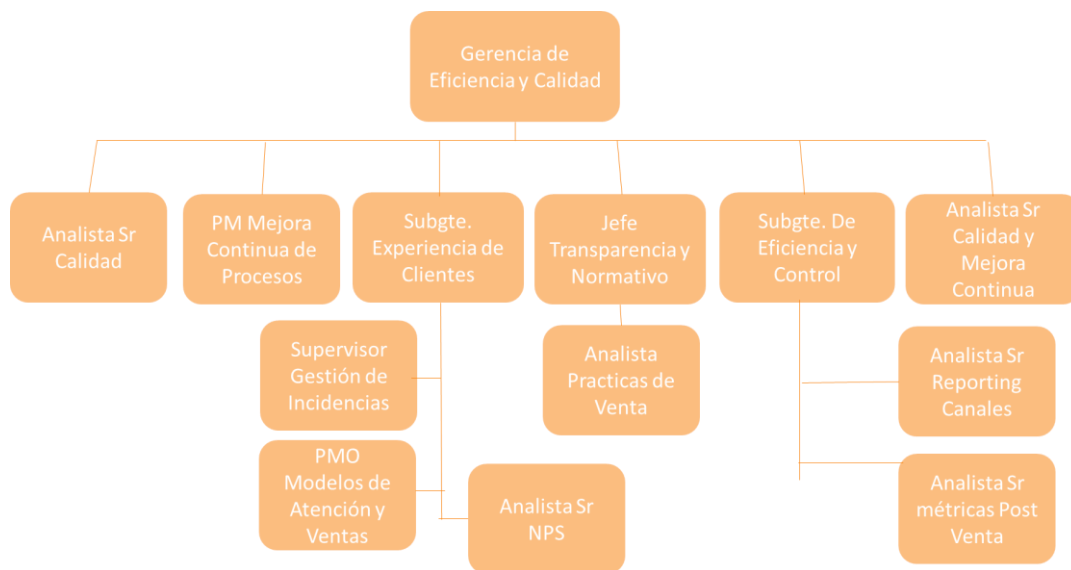 Gerencia de
Eficiencia y Calidad
Analista Sr
Calidad
PM Mejora
Continua de
Procesos
Subgte.
Experiencia de
Clientes
Jefe
Transparencia y
Normativo
Subgte. De
Eficiencia y
Control
Analista Sr
Calidad y
Mejora
Continua
Supervisor
Gestión de
Incidencias
Analista
Practicas de
Venta
Analista Sr
Reporting
Canales
PMO
Modelos de
Atención y
Ventas
Analista Sr
NPS
Analista Sr
métricas Post
Venta